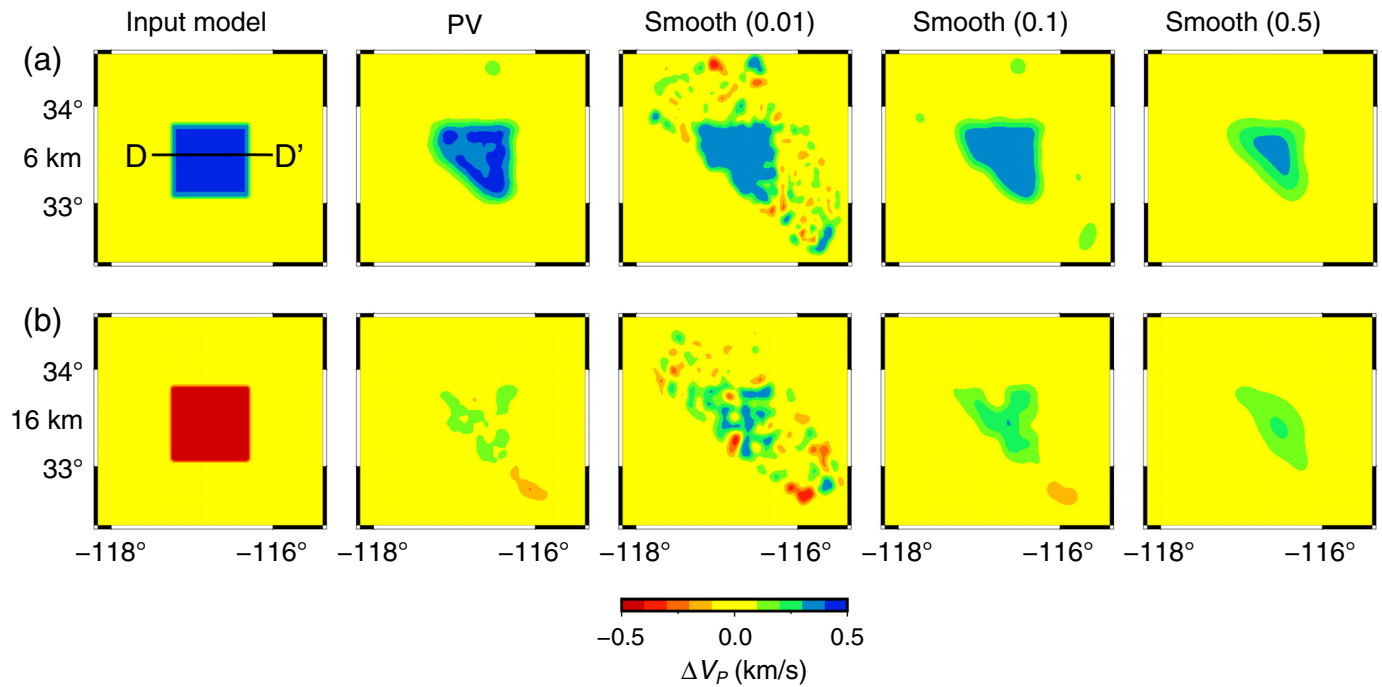 Input model PV Smooth (0.01) Smooth (0.1) Smooth (0.5)
(a)
34°
6 km D D'
33°
(b)
34°
16 km
33°
−118° −116° −118° −116° −118° −116° −118° −116° −118° −116°
−0.5 0.0 0.5
ΔV_P (km/s)